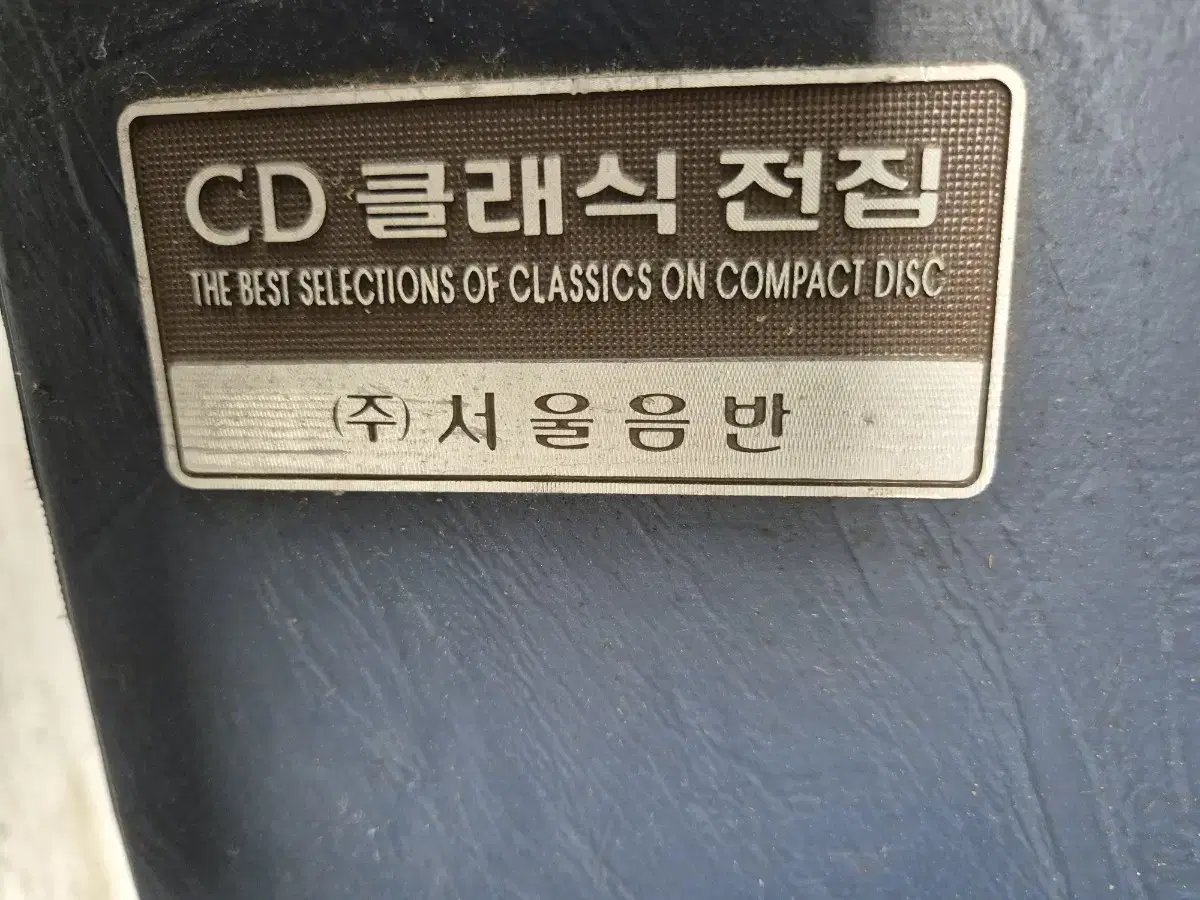 CD 클래식 전집
THE BEST SELECTIONS OF CLASSICS ON COMPACT DISC
(주) 서울음반